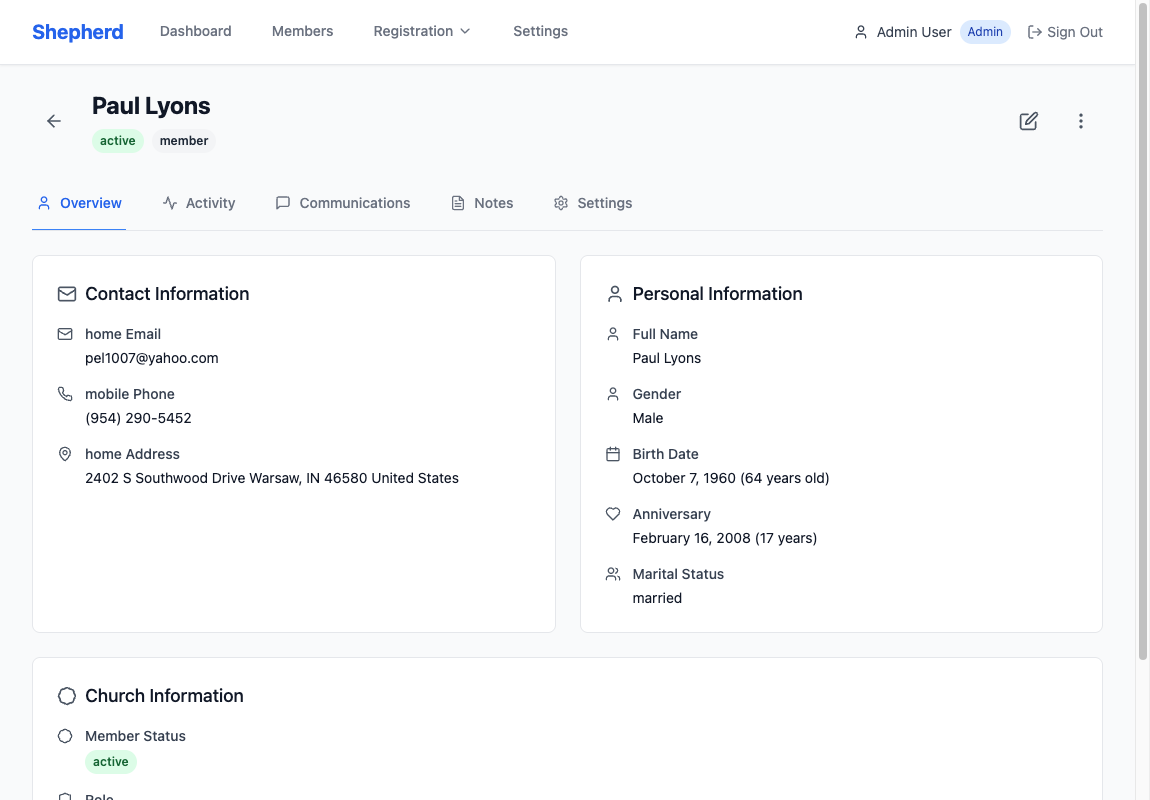 Shepherd
Dashboard
Members
Registration
Settings
Admin User
Admin
Sign Out
Paul Lyons
active
member
Overview
Activity
Communications
Notes
Settings
Contact Information
home Email
pel1007@yahoo.com
mobile Phone
(954) 290-5452
home Address
2402 S Southwood Drive Warsaw, IN 46580 United States
Personal Information
Full Name
Paul Lyons
Gender
Male
Birth Date
October 7, 1960 (64 years old)
Anniversary
February 16, 2008 (17 years)
Marital Status
married
Church Information
Member Status
active
Role